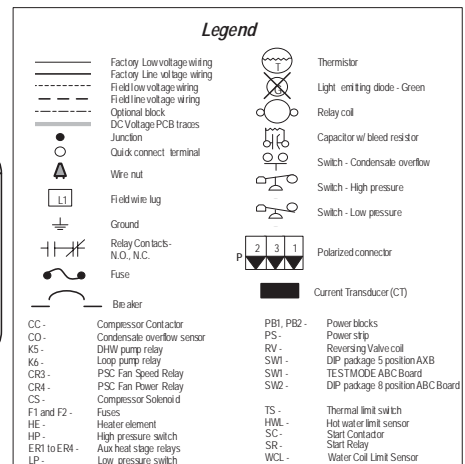 Legend
Factory Low voltage wiring
Factory Line voltage wiring
Field low voltage wiring
Field line voltage wiring
Optional block
DC Voltage PCB traces
Junction
Quick connect terminal
Wire nut
L1
Field wire lug
Ground
Relay Contacts-
N.O., N.C.
Fuse
Breaker
T
Thermistor
G
Light emitting diode - Green
Relay coil
Capacitor w/ bleed resistor
Switch - Condensate overflow
Switch - High pressure
Switch - Low pressure
P 2 3 1
Polarized connector
Current Transducer (CT)
CC - Compressor Contactor
CO - Condensate overflow sensor
K5 - DHW pump relay
K6 - Loop pump relay
CR3 - PSC Fan Speed Relay
CR4 - PSC Fan Power Relay
CS - Compressor Solenoid
F1 and F2 - Fuses
HE - Heater element
HP - High pressure switch
ER1 to ER4 - Aux heat stage relays
LP - Low pressure switch
PB1, PB2 - Power blocks
PS - Power strip
RV - Reversing Valve coil
SW1 - DIP package 5 position AXB
SW1 - TEST MODE ABC Board
SW2 - DIP package 8 position ABC Board
TS - Thermal limit switch
HWL - Hot water limit sensor
SC - Start Contactor
SR - Start Relay
WCL - Water Coil Limit Sensor